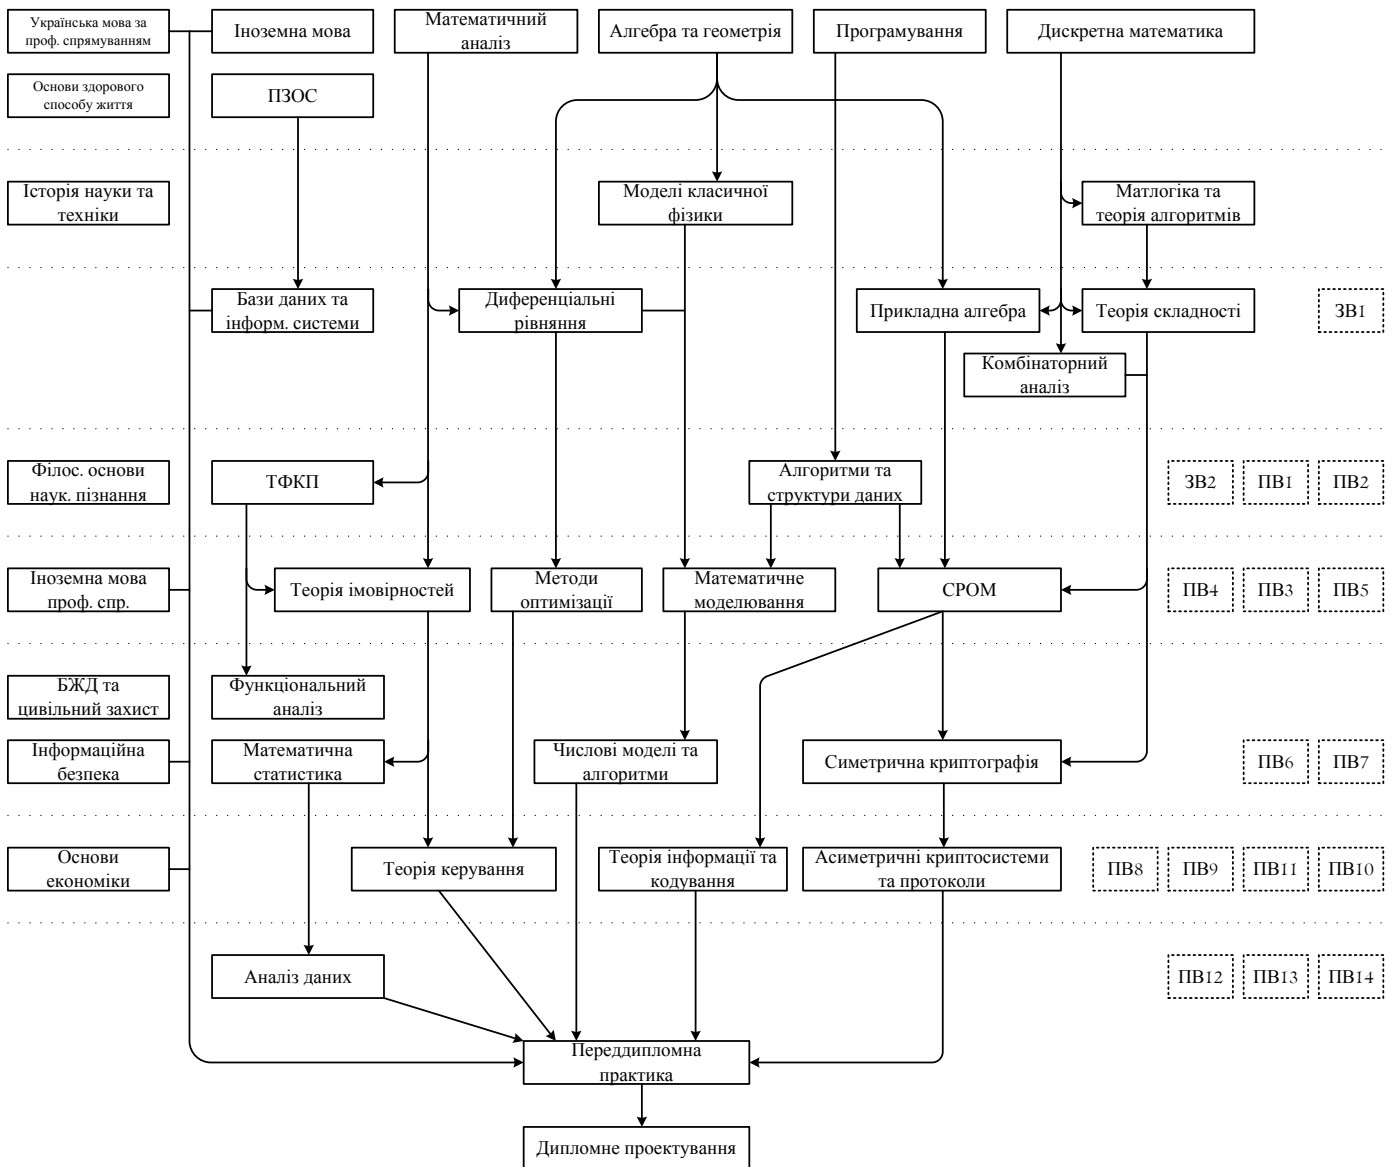 Українська мова за
проф. спрямуванням
Іноземна мова
Математичний
аналіз
Алгебра та геометрія
Програмування
Дискретна математика
Основи здорового
способу життя
ПЗОС
Історія науки та
техніки
Моделі класичної
фізики
Матлогіка та
теорія алгоритмів
Бази даних та
інформ. системи
Диференціальні
рівняння
Прикладна алгебра
Теорія складності
ЗВ1
Комбінаторний
аналіз
Філос. основи
наук. пізнання
ТФКП
Алгоритми та
структури даних
ЗВ2
ПВ1
ПВ2
Іноземна мова
проф. спр.
Теорія імовірностей
Методи
оптимізації
Математичне
моделювання
СРОМ
ПВ4
ПВ3
ПВ5
БЖД та
цивільний захист
Функціональний
аналіз
Інформаційна
безпека
Математична
статистика
Числові моделі та
алгоритми
Симетрична криптографія
ПВ6
ПВ7
Основи
економіки
Теорія керування
Теорія інформації та
кодування
Асиметричні криптосистеми
та протоколи
ПВ8
ПВ9
ПВ11
ПВ10
Аналіз даних
ПВ12
ПВ13
ПВ14
Переддипломна
практика
Дипломне проектування